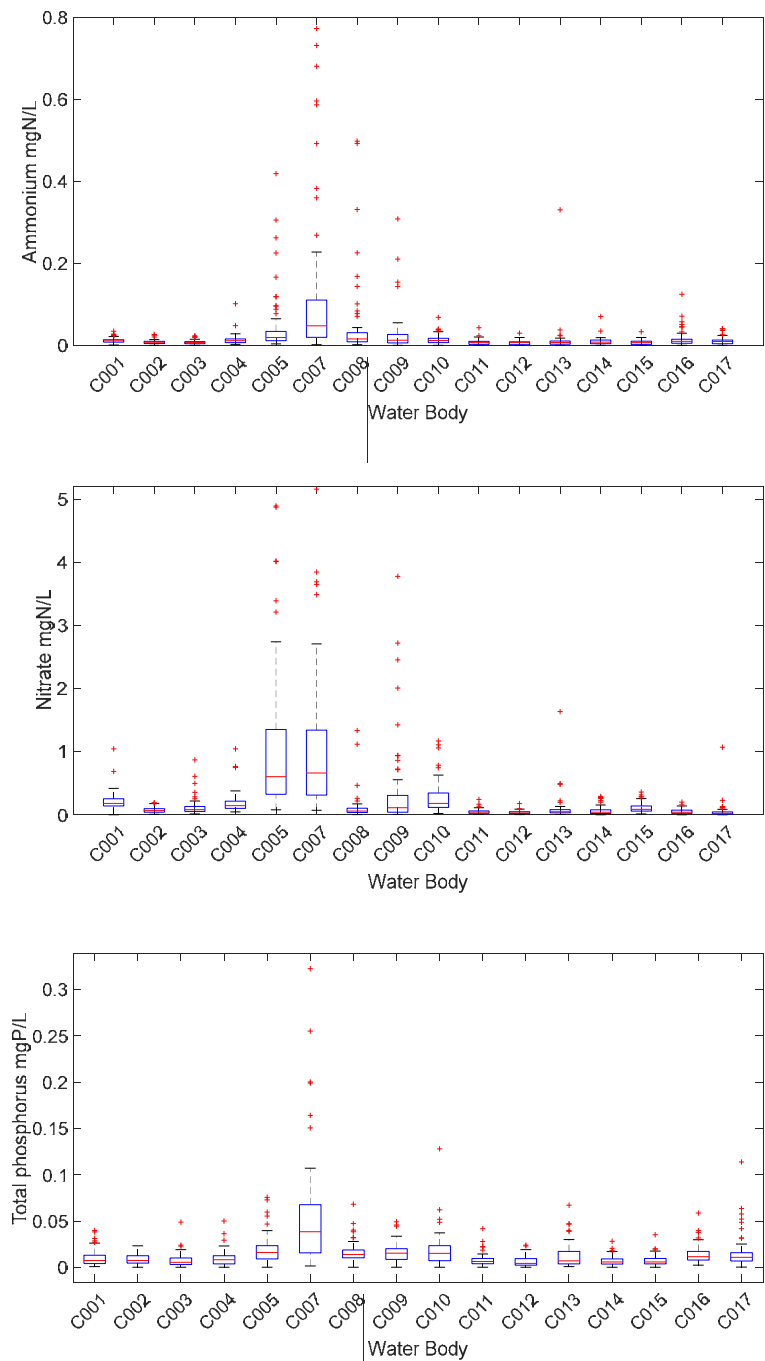 0.8
0.6
0.4
0.2
0
Ammonium mgN/L
C001 C002 C003 C004 C005 C007 C008 C009 C010 C011 C012 C013 C014 C015 C016 C017
Water Body
5
4
3
2
1
0
Nitrate mgN/L
C001 C002 C003 C004 C005 C007 C008 C009 C010 C011 C012 C013 C014 C015 C016 C017
Water Body
0.3
0.25
0.2
0.15
0.1
0.05
0
Total phosphorus mgP/L
C001 C002 C003 C004 C005 C007 C008 C009 C010 C011 C012 C013 C014 C015 C016 C017
Water Body